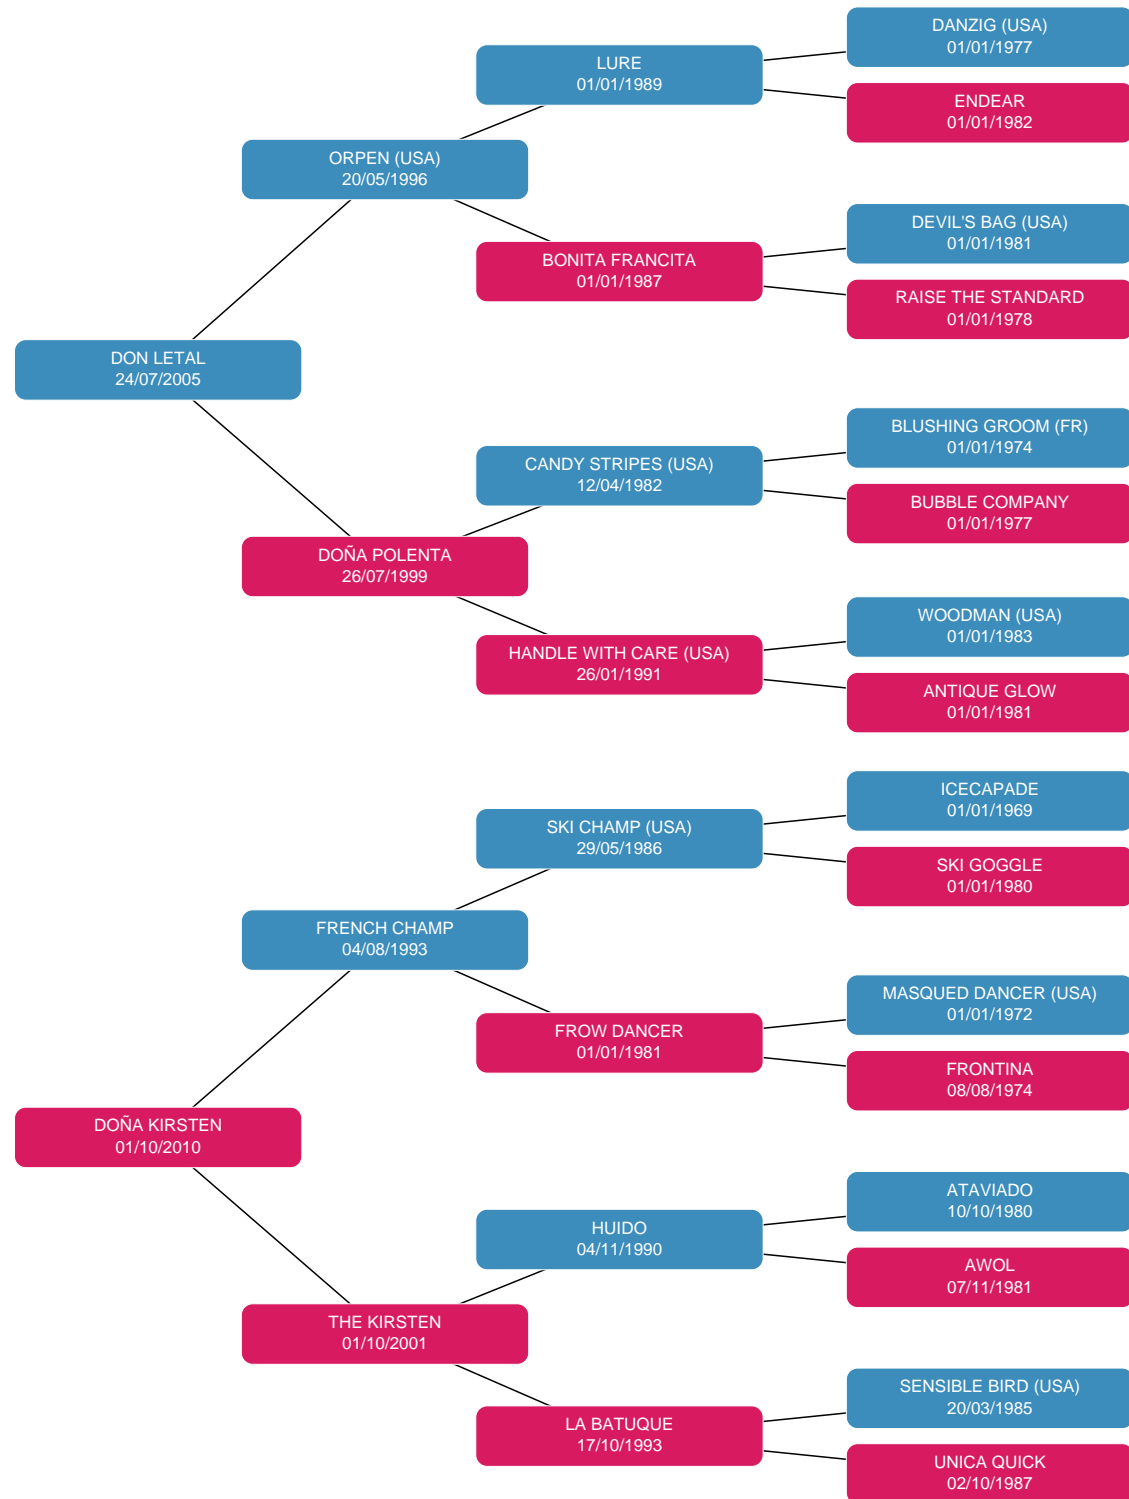 DANZIG (USA)
01/01/1977
LURE
01/01/1989
ENDEAR
01/01/1982
ORPEN (USA)
20/05/1996
DEVIL'S BAG (USA)
01/01/1981
BONITA FRANCITA
01/01/1987
RAISE THE STANDARD
01/01/1978
DON LETAL
24/07/2005
BLUSHING GROOM (FR)
01/01/1974
CANDY STRIPES (USA)
12/04/1982
BUBBLE COMPANY
01/01/1977
DOÑA POLENTA
26/07/1999
WOODMAN (USA)
01/01/1983
HANDLE WITH CARE (USA)
26/01/1991
ANTIQUE GLOW
01/01/1981
ICECAPADE
01/01/1969
SKI CHAMP (USA)
29/05/1986
SKI GOGGLE
01/01/1980
FRENCH CHAMP
04/08/1993
MASQUED DANCER (USA)
01/01/1972
FROW DANCER
01/01/1981
FRONTINA
08/08/1974
DOÑA KIRSTEN
01/10/2010
ATAVIADO
10/10/1980
HUIDO
04/11/1990
AWOL
07/11/1981
THE KIRSTEN
01/10/2001
SENSIBLE BIRD (USA)
20/03/1985
LA BATUQUE
17/10/1993
UNICA QUICK
02/10/1987